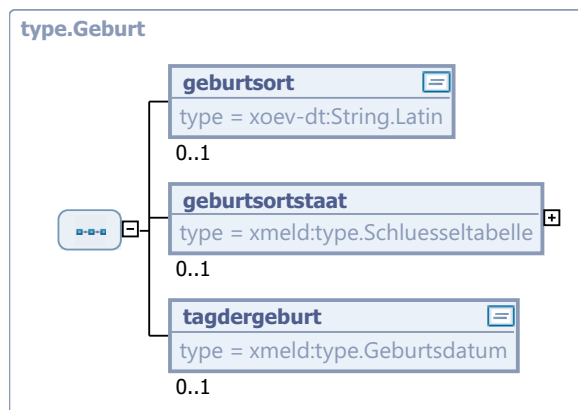 type.Geburt
geburtsort
type = xoev-dt:String.Latin
0..1
geburtsortstaat
type = xmeld:type.Schluesseltabelle
0..1
tagdergeburt
type = xmeld:type.Geburtsdatum
0..1